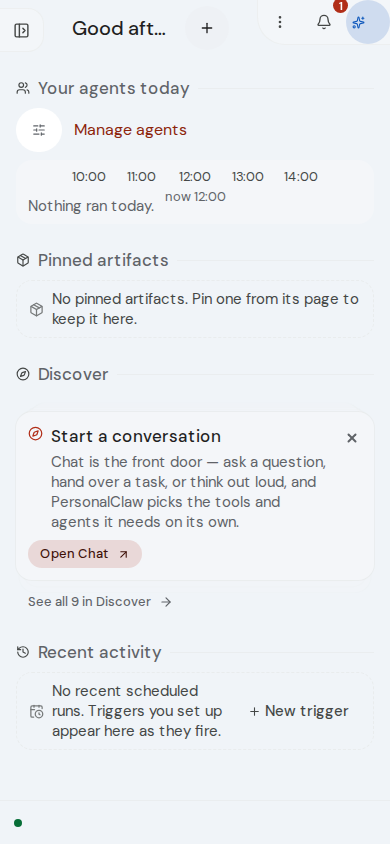 Good aft...
1
Your agents today
Manage agents
10:00 11:00 12:00 13:00 14:00
now 12:00
Nothing ran today.
Pinned artifacts
No pinned artifacts. Pin one from its page to
keep it here.
Discover
Start a conversation
Chat is the front door — ask a question,
hand over a task, or think out loud, and
PersonalClaw picks the tools and
agents it needs on its own.
Open Chat
See all 9 in Discover
Recent activity
No recent scheduled
runs. Triggers you set up
appear here as they fire.
+ New trigger